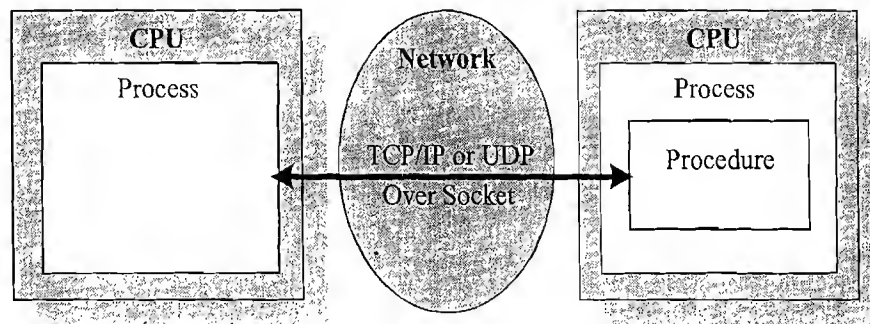 CPU
Process
Network
TCP/IP or UDP
Over Socket
CPU
Process
Procedure